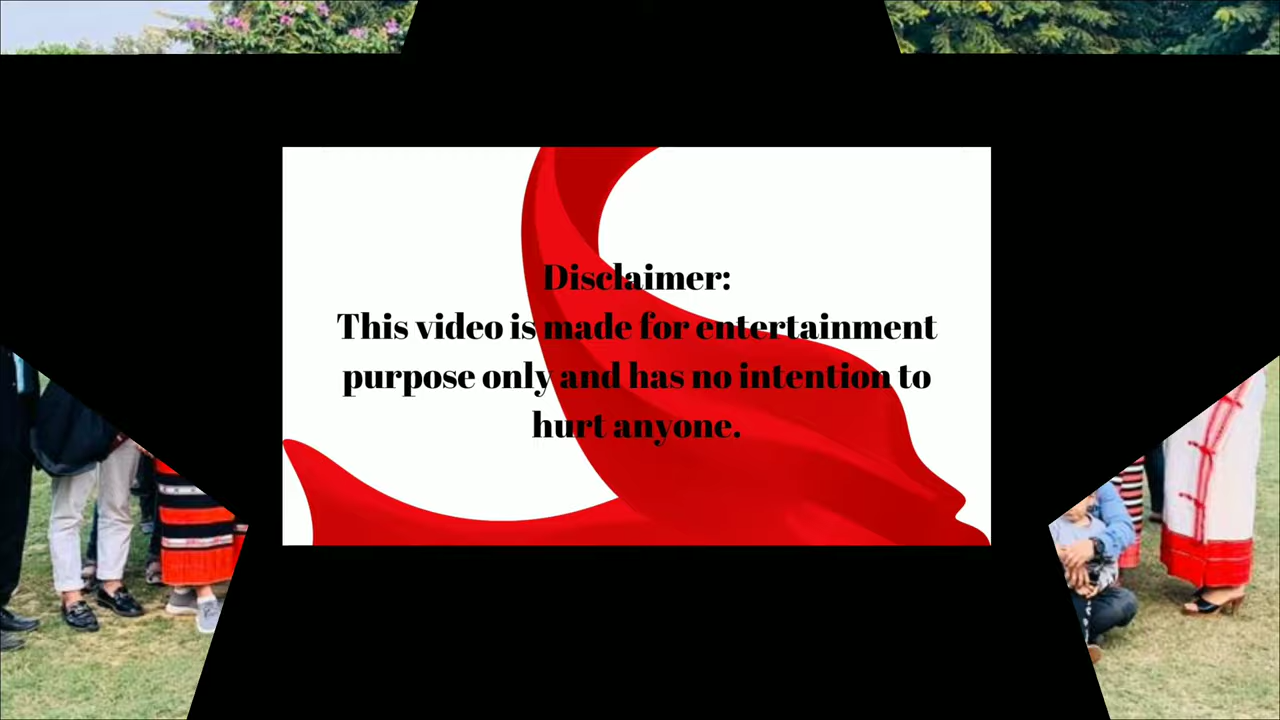 Disclaimer:
This video is made for entertainment
purpose only and has no intention to
hurt anyone.